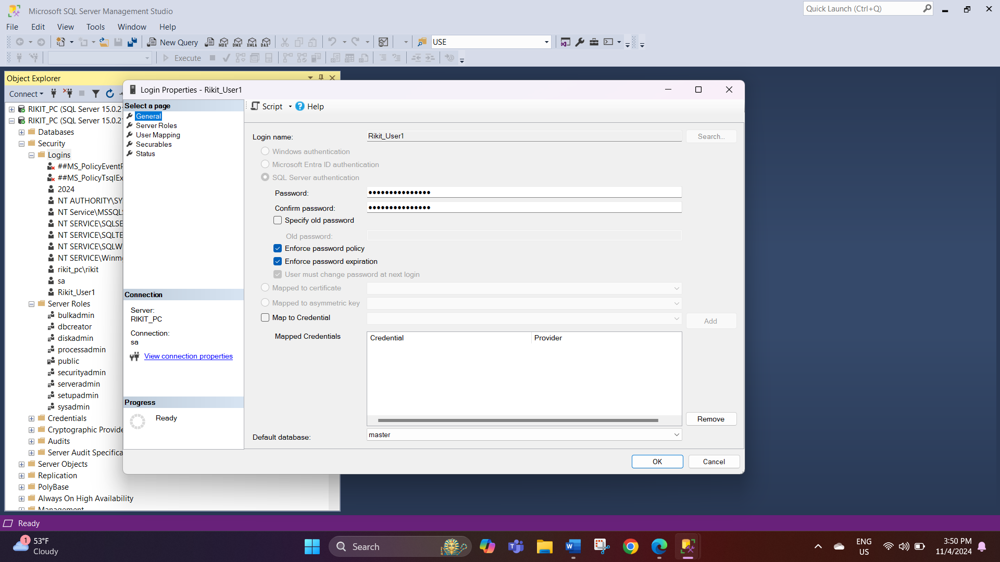 Microsoft SQL Server Management Studio
Quick Launch (Ctrl+Q)
File Edit View Tools Window Help
New Query MDX DMX XMLA DAX USE
Execute
Object Explorer
Connect
RIKIT_PC (SQL Server 15.0.21
RIKIT_PC (SQL Server 15.0.21
Databases
Security
Logins
##MS_PolicyEventP
##MS_PolicyTsqlEx
2024
NT AUTHORITY\SY
NT Service\MSSQLS
NT SERVICE\SQLSE
NT SERVICE\SQLTE
NT SERVICE\SQLW
NT SERVICE\Winmg
rikit_pc\rikit
sa
Rikit_User1
Server Roles
bulkadmin
dbcreator
diskadmin
processadmin
public
securityadmin
serveradmin
setupadmin
sysadmin
Credentials
Cryptographic Provide
Audits
Server Audit Specifica
Server Objects
Replication
PolyBase
Always On High Availability
Management
Login Properties - Rikit_User1
Select a page
General
Server Roles
User Mapping
Securables
Status
Connection
Server:
RIKIT_PC
Connection:
sa
View connection properties
Progress
Ready
Script Help
Login name: Rikit_User1 Search...
Windows authentication
Microsoft Entra ID authentication
SQL Server authentication
Password: ●●●●●●●●●●●●●●●
Confirm password: ●●●●●●●●●●●●●●●
Specify old password
Old password:
Enforce password policy
Enforce password expiration
User must change password at next login
Mapped to certificate
Mapped to asymmetric key
Map to Credential Add
Mapped Credentials Credential Provider
Remove
Default database: master
OK Cancel
Ready
1 53°F
Cloudy
Search
ENG
US
3:50 PM
11/4/2024